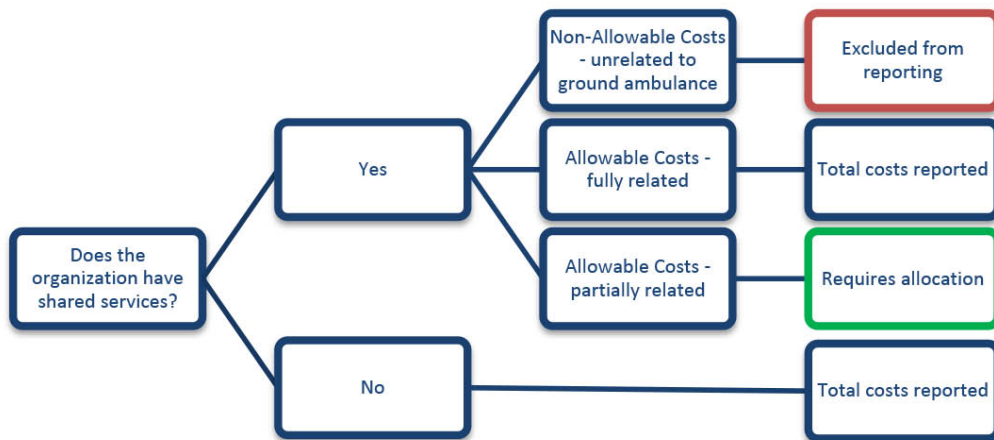 Does the
organization have
shared services?
Yes
Non-Allowable Costs
- unrelated to
ground ambulance
Excluded from
reporting
Allowable Costs -
fully related
Total costs reported
Allowable Costs -
partially related
Requires allocation
No
Total costs reported